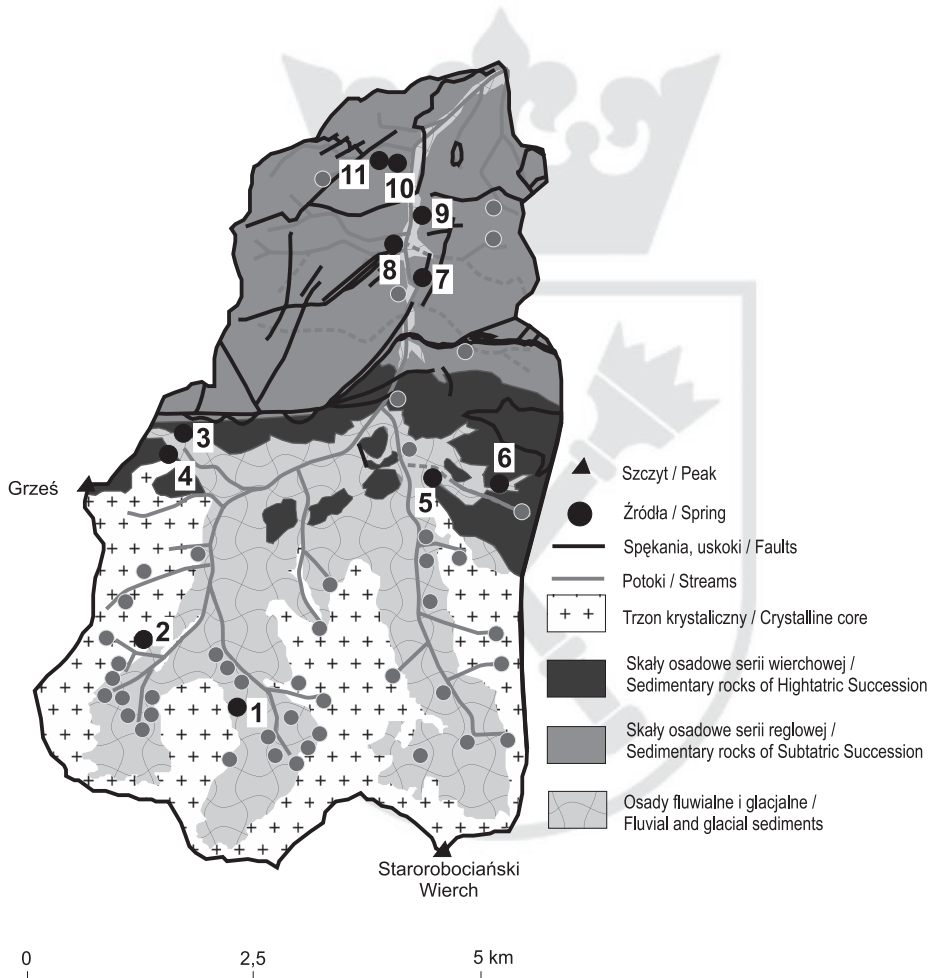 11
10
9
8
7
3
4
6
5
Grześ
2
1
Szczyt / Peak
Źródła / Spring
Spękania, uskoki / Faults
Potoki / Streams
Trzon krystaliczny / Crystalline core
Skały osadowe serii wierchowej /
Sedimentary rocks of Hightatric Succession
Skały osadowe serii reglowej /
Sedimentary rocks of Subtatric Succession
Osady fluwialne i glacjalne /
Fluvial and glacial sediments
Starorobociański
Wierch
0 2,5 5 km